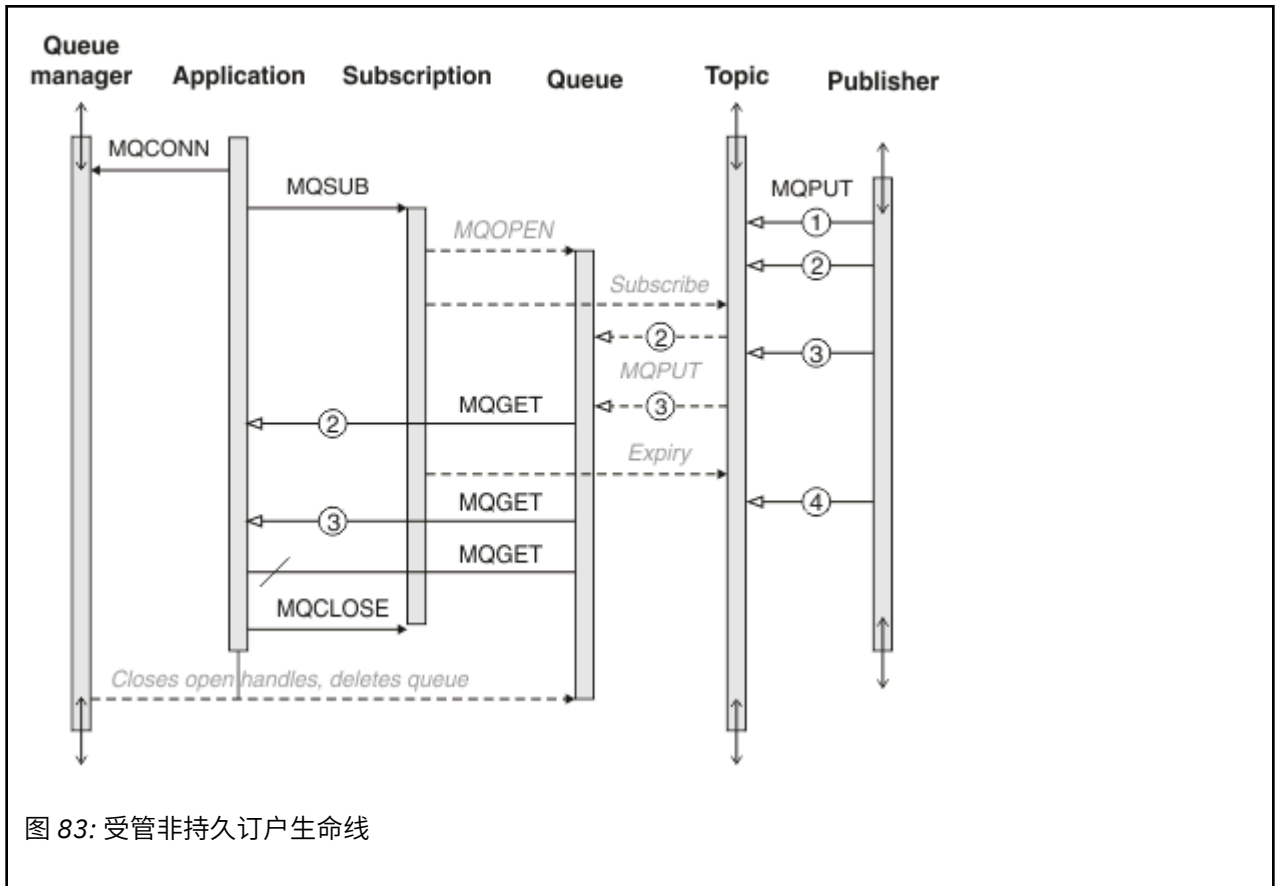 Queue manager
Application
Subscription
Queue
Topic
Publisher
MQCONN
MQSUB
MQPUT
MQOPEN
1
2
Subscribe
2
3
MQPUT
3
MQGET
2
Expiry
MQGET
3
4
MQGET
MQCLOSE
Closes open handles, deletes queue
图 83: 受管非持久订户生命线